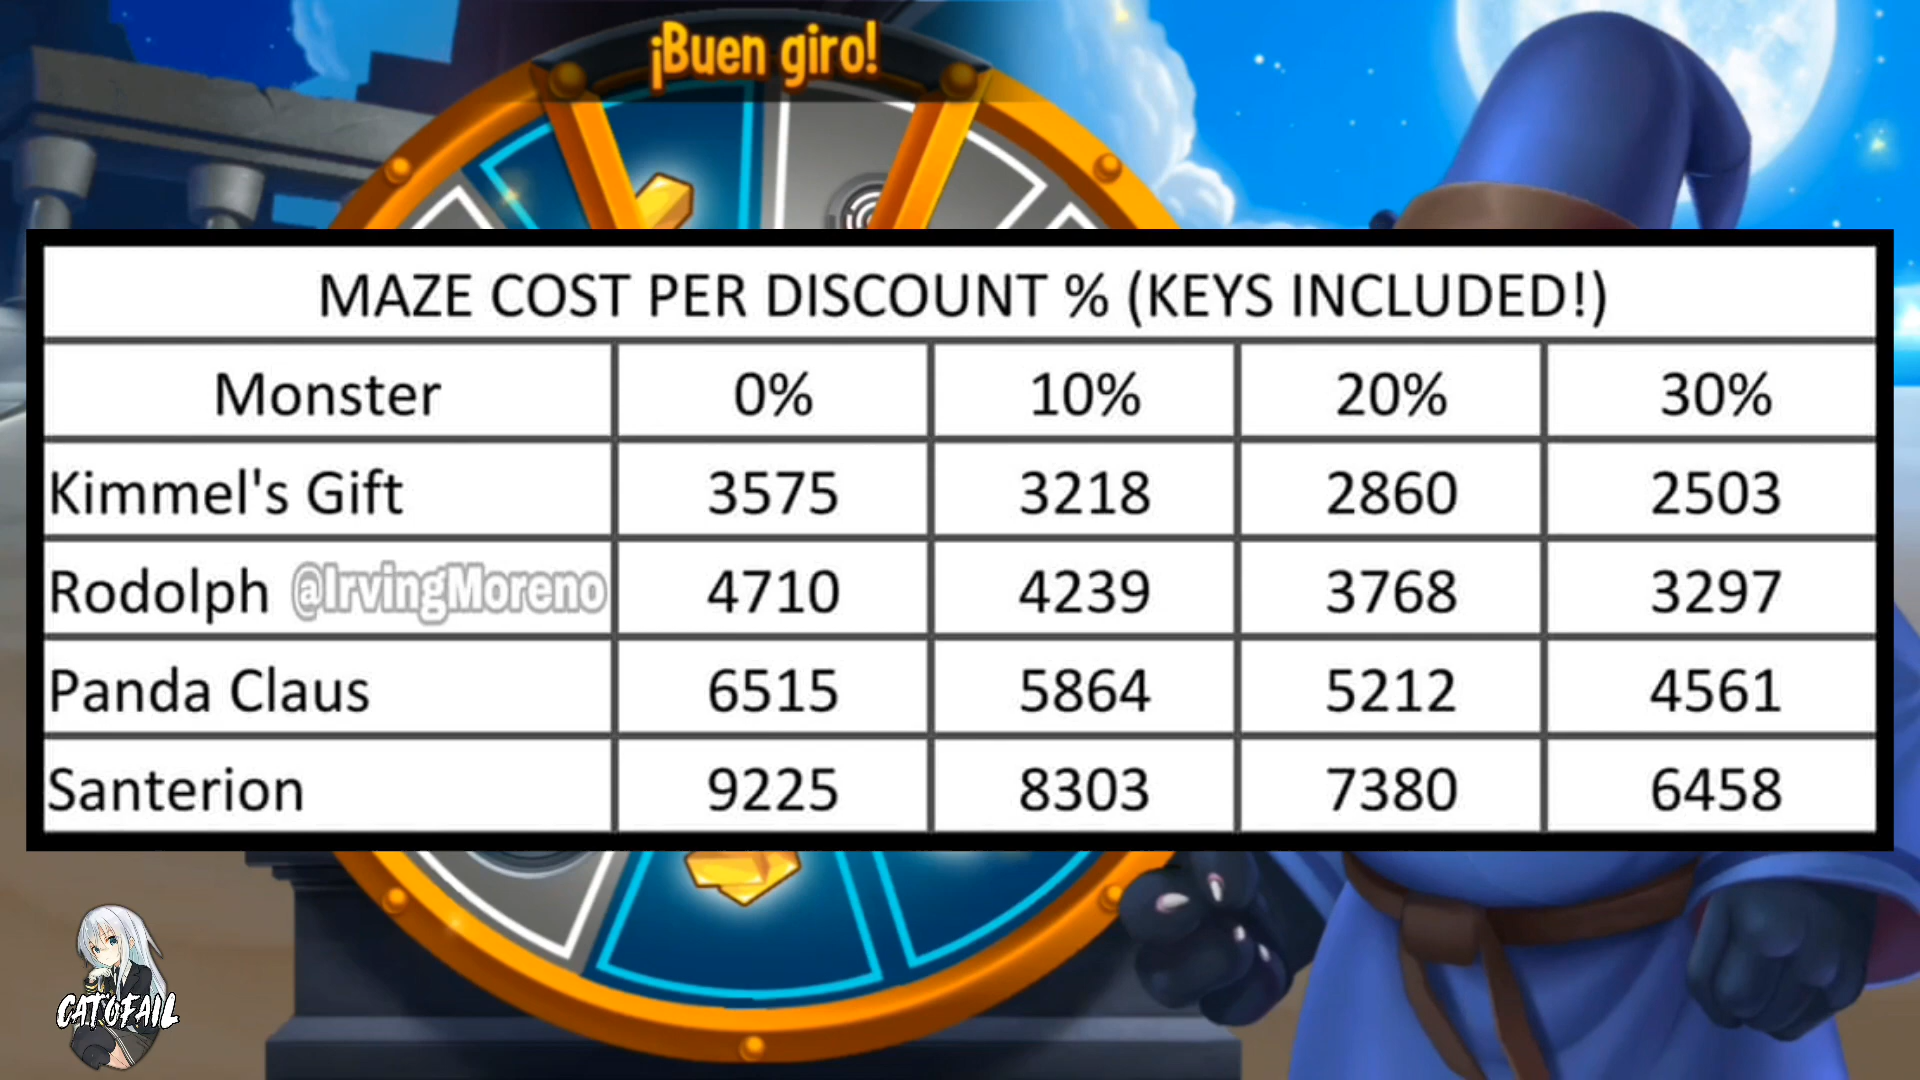 ¡Buen giro!
MAZE COST PER DISCOUNT % (KEYS INCLUDED!)
Monster 0% 10% 20% 30%
Kimmel's Gift 3575 3218 2860 2503
Rodolph @IrvingMoreno 4710 4239 3768 3297
Panda Claus 6515 5864 5212 4561
Santerion 9225 8303 7380 6458
CATOFAIL